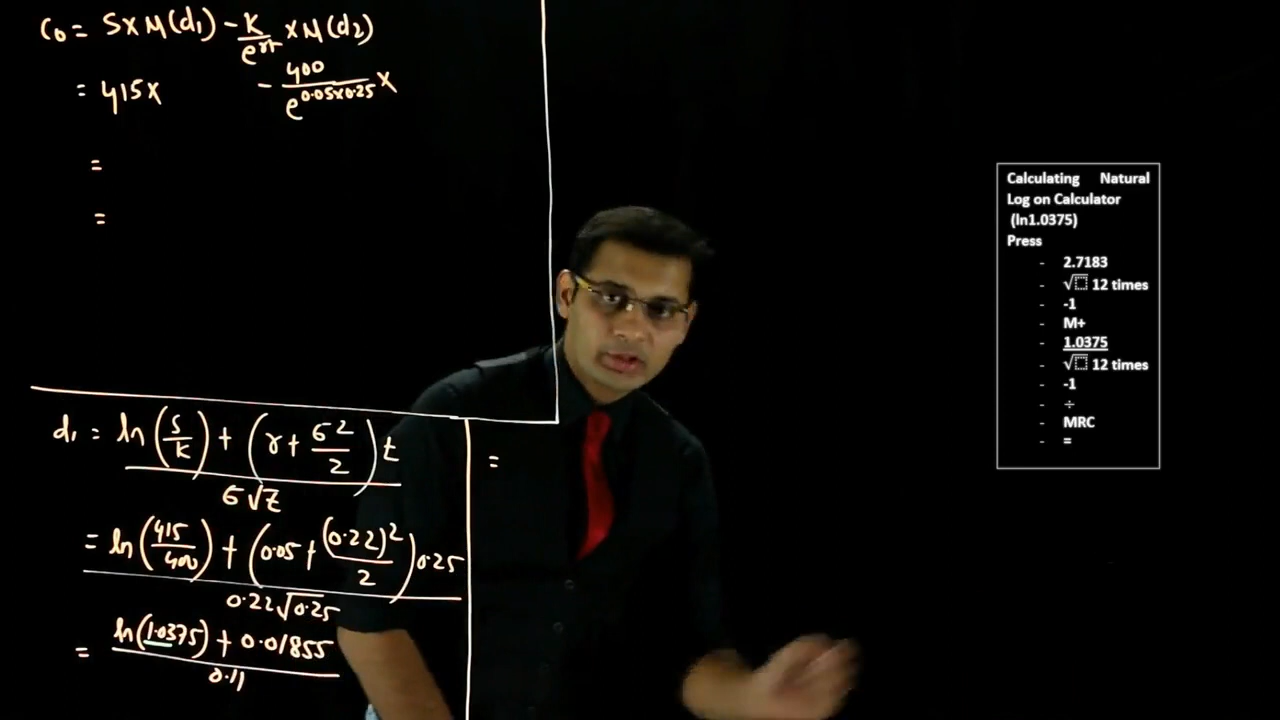 C₀ = S x N(d₁) - K/e^rt x N(d₂)
= 415x - 400/e^0.05x0.25 x
=
=
d₁ = ln(S/K) + (r + σ²/2)t / σ√t
= ln(415/400) + (0.05 + (0.22)²/2)0.25 / 0.22√0.25
= ln(1.0375) + 0.01855 / 0.11
=
Calculating Natural
Log on Calculator
(ln1.0375)
Press
- 2.7183
- √ 12 times
- -1
- M+
- 1.0375
- √ 12 times
- -1
- ÷
- MRC
- =